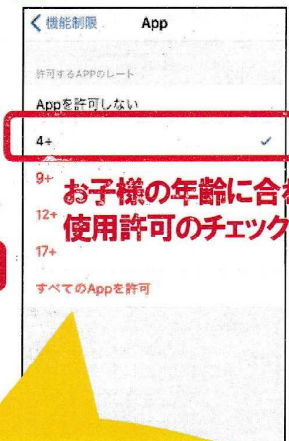 機能制限
App
許可するAPPのレート
Appを許可しない
4+
9+
お子様の年齢に合わ
12+
使用許可のチェック
17+
すべてのAppを許可